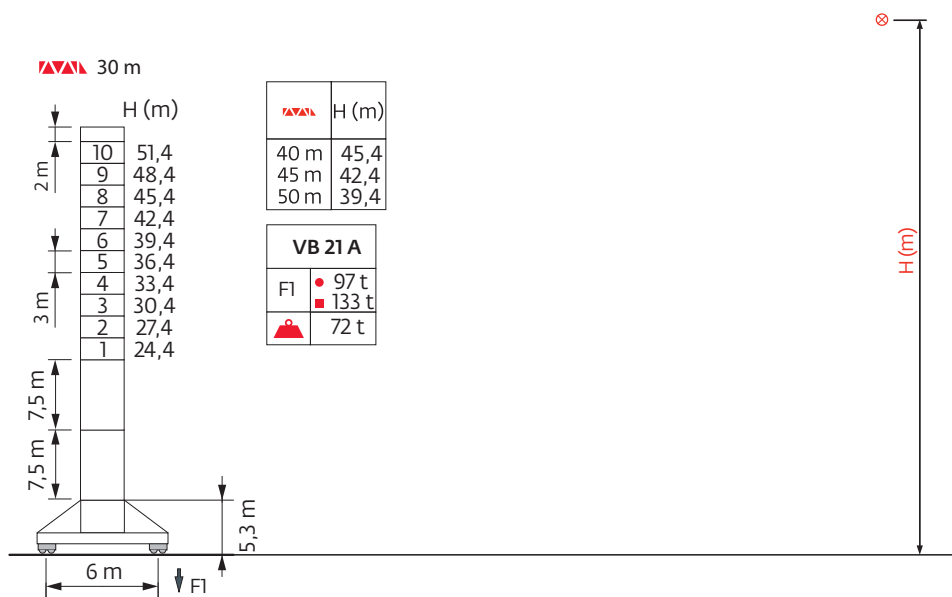 30 m
H (m)
10 51,4
9 48,4
8 45,4
7 42,4
6 39,4
5 36,4
4 33,4
3 30,4
2 27,4
1 24,4
2 m
3 m
7,5 m
7,5 m
5,3 m
6 m
F1
H (m)
40 m 45,4
45 m 42,4
50 m 39,4
VB 21 A
F1 97 t
133 t
72 t
H (m)